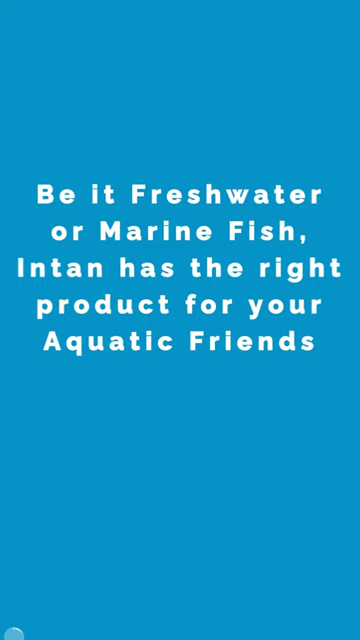 Be it Freshwater
or Marine Fish,
Intan has the right
product for your
Aquatic Friends